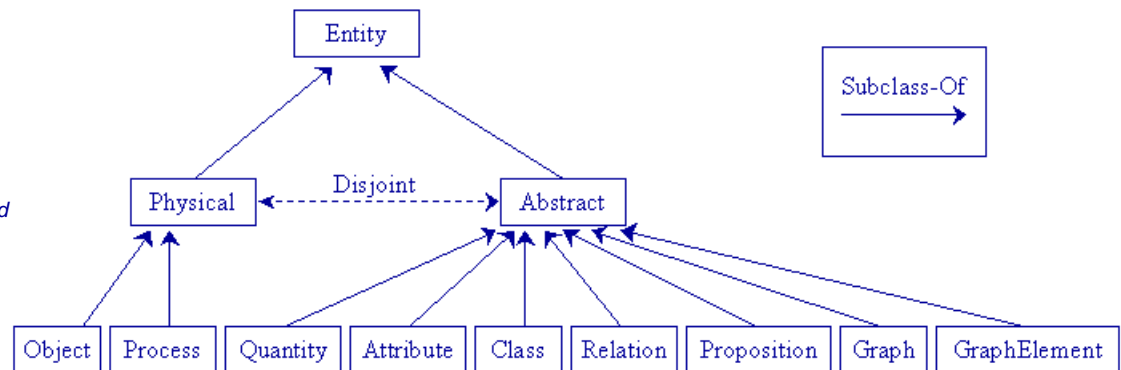 Entity
Subclass-Of
Disjoint
Physical
Abstract
d
Object
Process
Quantity
Attribute
Class
Relation
Proposition
Graph
GraphElement